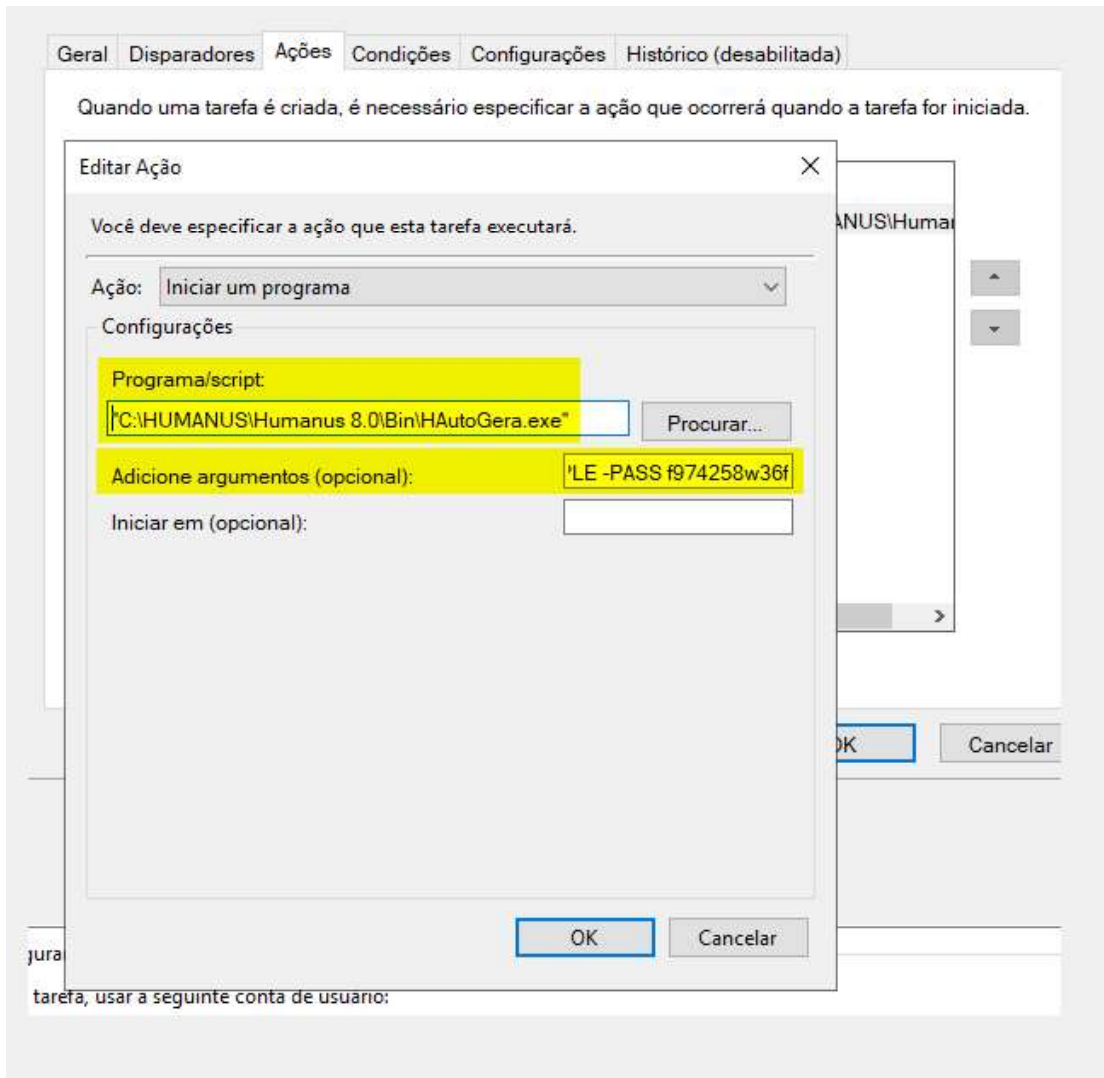 Geral Disparadores Ações Condições Configurações Histórico (desabilitada)
Quando uma tarefa é criada, é necessário especificar a ação que ocorrerá quando a tarefa for iniciada.
Editar Ação
ANUS\Human
Você deve especificar a ação que esta tarefa executará.
Ação: Iniciar um programa
Configurações
Programa/script:
"C:\HUMANUS\Humanus 8.0\Bin\HAutoGera.exe" Procurar...
Adicione argumentos (opcional): LE -PASS f974258w36f
Iniciar em (opcional):
OK Cancelar
OK Cancelar
gura
tarefa, usar a seguinte conta de usuário: